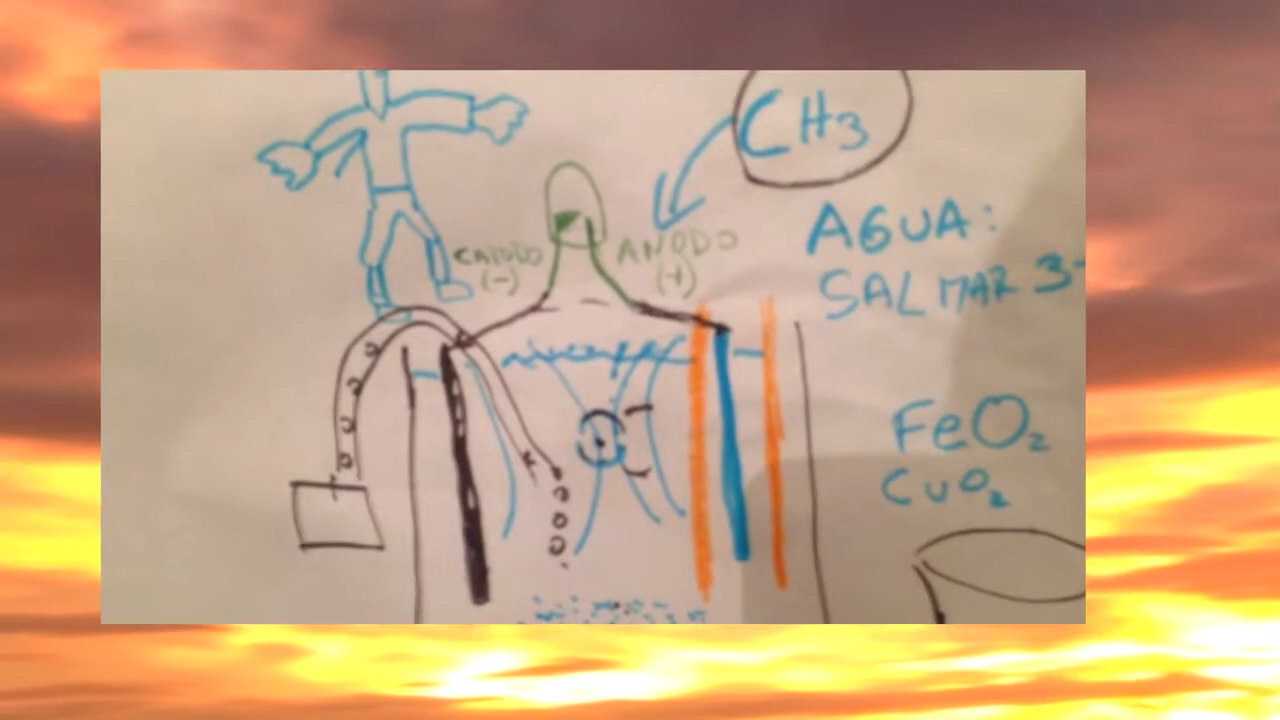 CH3
CATODO
(-)
ANODO
(+)
AGUA:
SAL MAR 3-
FeO2
CuO2